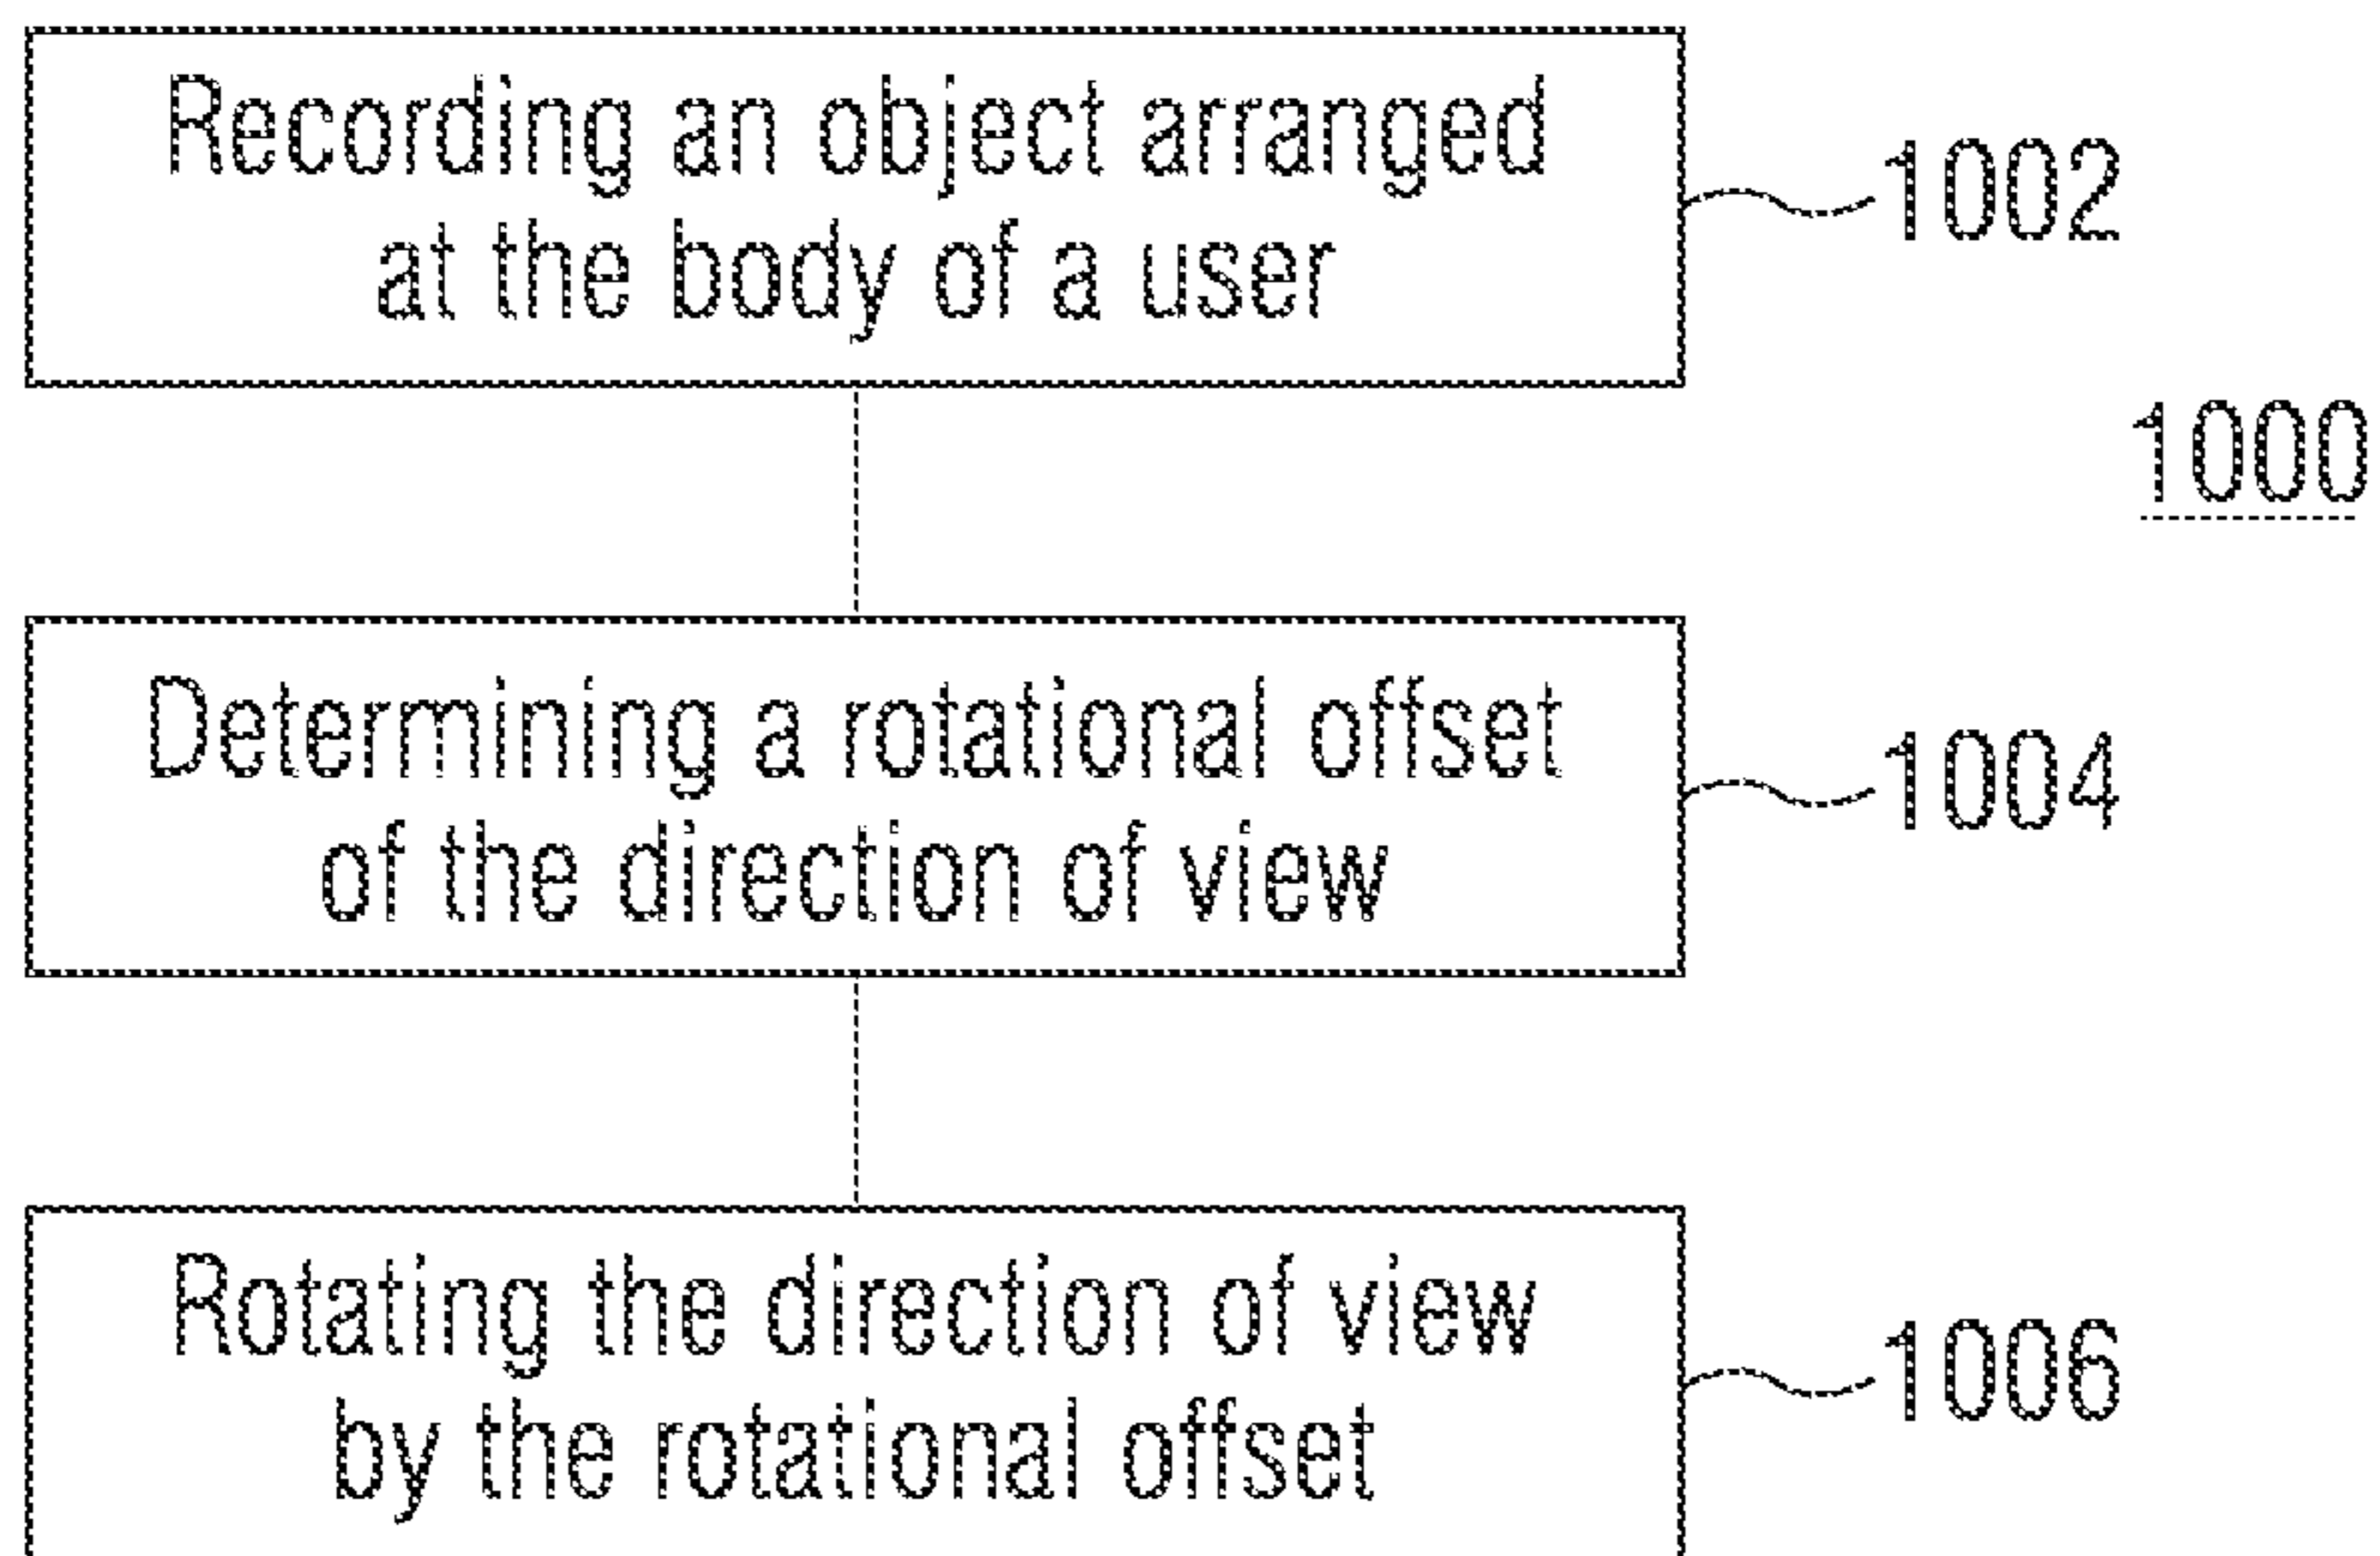 Recording an object arranged
at the body of a user
1002
1000
Determining a rotational offset
of the direction of view
1004
Rotating the direction of view
by the rotational offset
1006